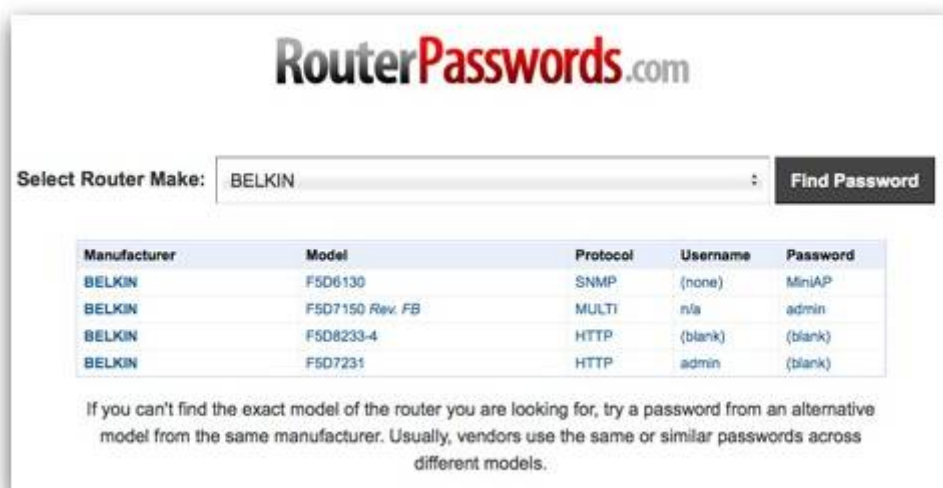 RouterPasswords.com
Select Router Make: BELKIN Find Password
Manufacturer Model Protocol Username Password
BELKIN F5D6130 SNMP (none) MiniAP
BELKIN F5D7150 Rev. FB MULTI n/a admin
BELKIN F5D8233-4 HTTP (blank) (blank)
BELKIN F5D7231 HTTP admin (blank)
If you can't find the exact model of the router you are looking for, try a password from an alternative
model from the same manufacturer. Usually, vendors use the same or similar passwords across
different models.